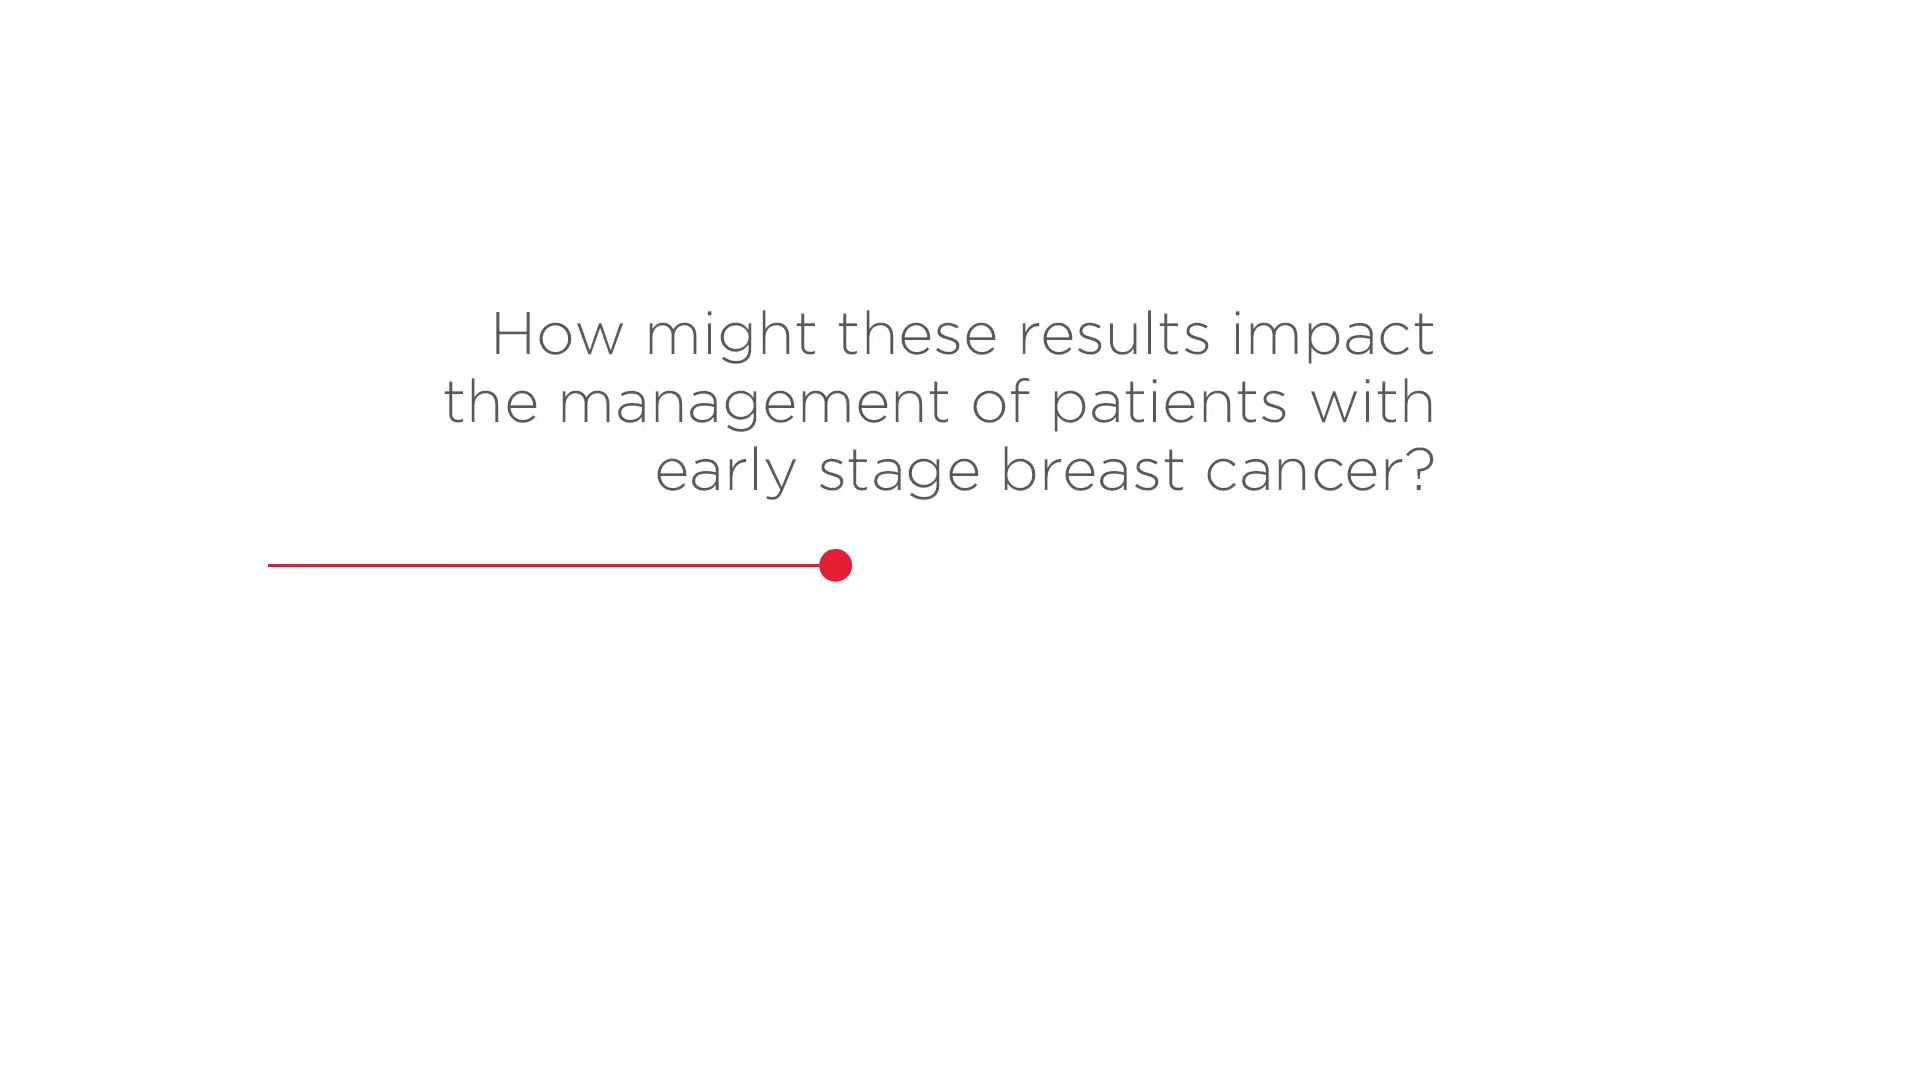 How might these results impact
the management of patients with
early stage breast cancer?